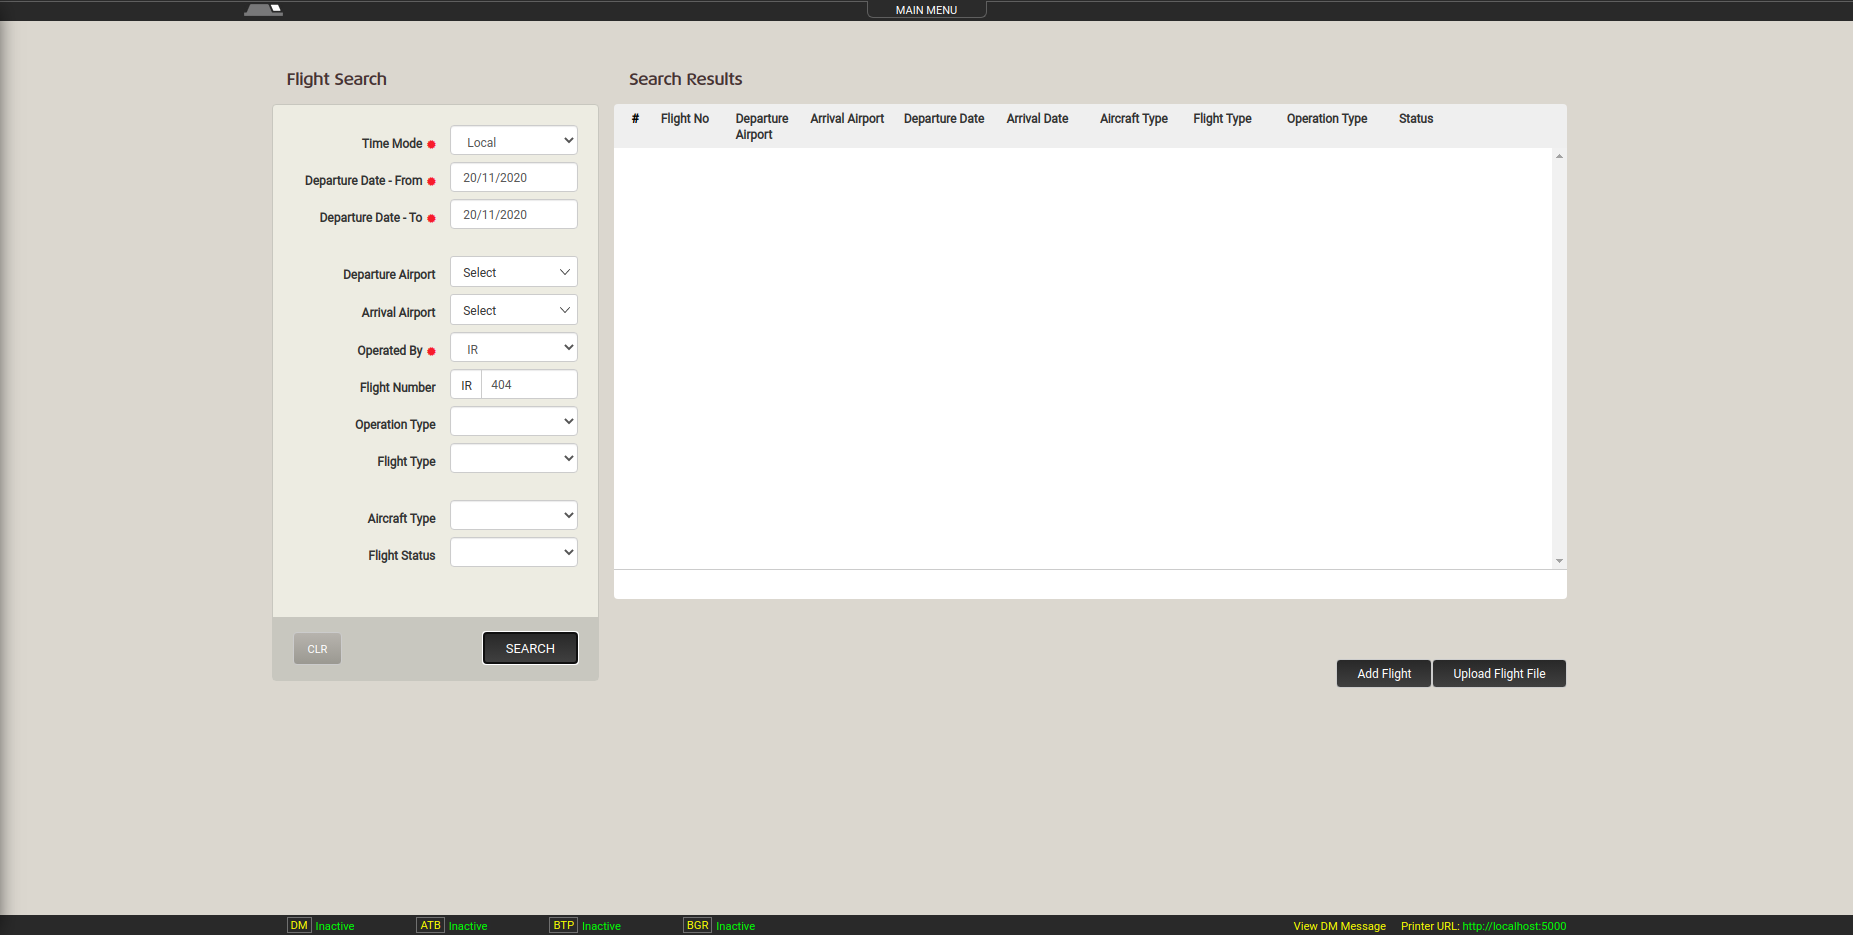 MAIN MENU
Flight Search
Time Mode
Local
Departure Date - From
20/11/2020
Departure Date - To
20/11/2020
Departure Airport
Select
Arrival Airport
Select
Operated By
IR
Flight Number
IR 404
Operation Type
Flight Type
Aircraft Type
Flight Status
CLR
SEARCH
Search Results
# Flight No Departure Airport Arrival Airport Departure Date Arrival Date Aircraft Type Flight Type Operation Type Status
Add Flight
Upload Flight File
DM Inactive ATB Inactive BTP Inactive BGR Inactive View DM Message Printer URL: http://localhost:5000